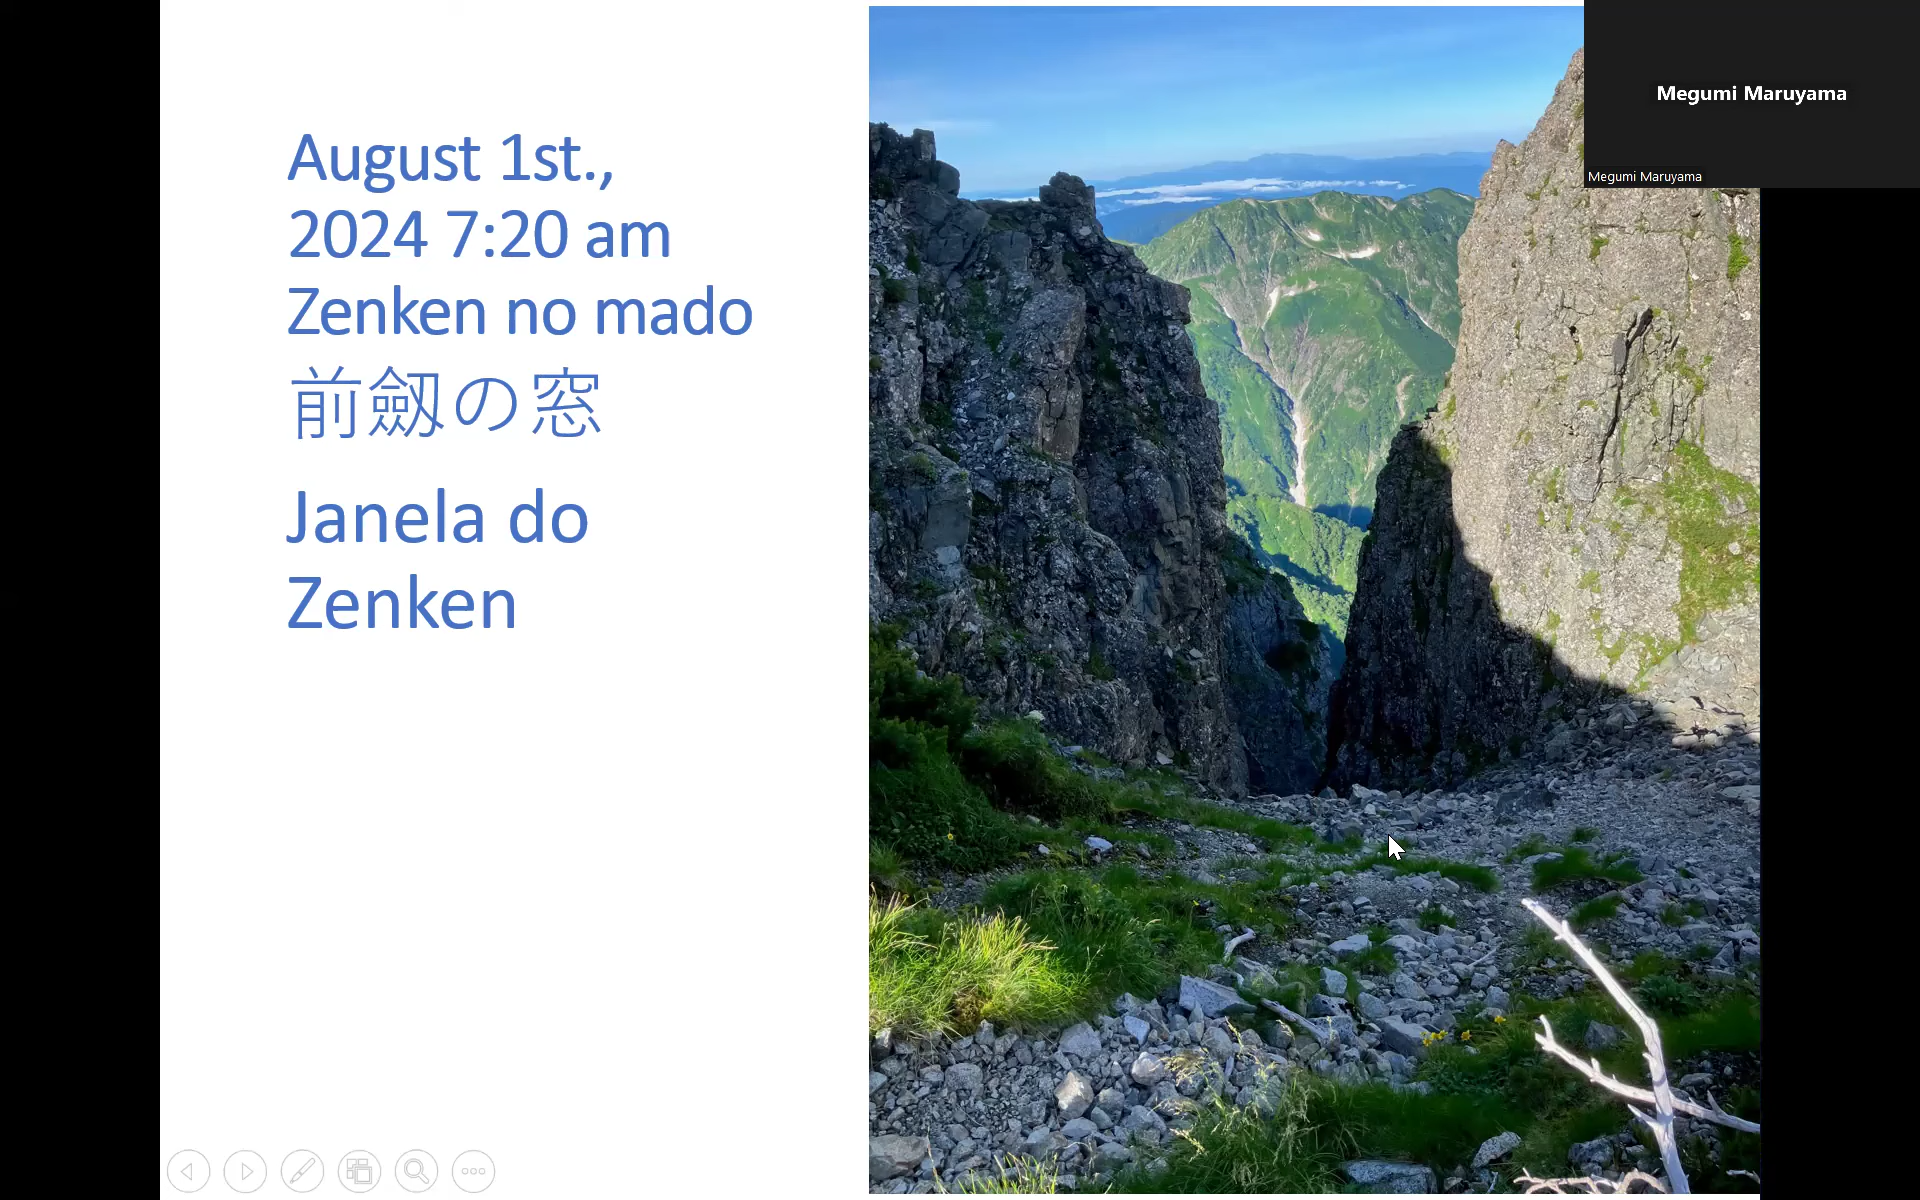 August 1st.,
2024 7:20 am
Zenken no mado
前劔の窓
Janela do
Zenken
Megumi Maruyama
Megumi Maruyama